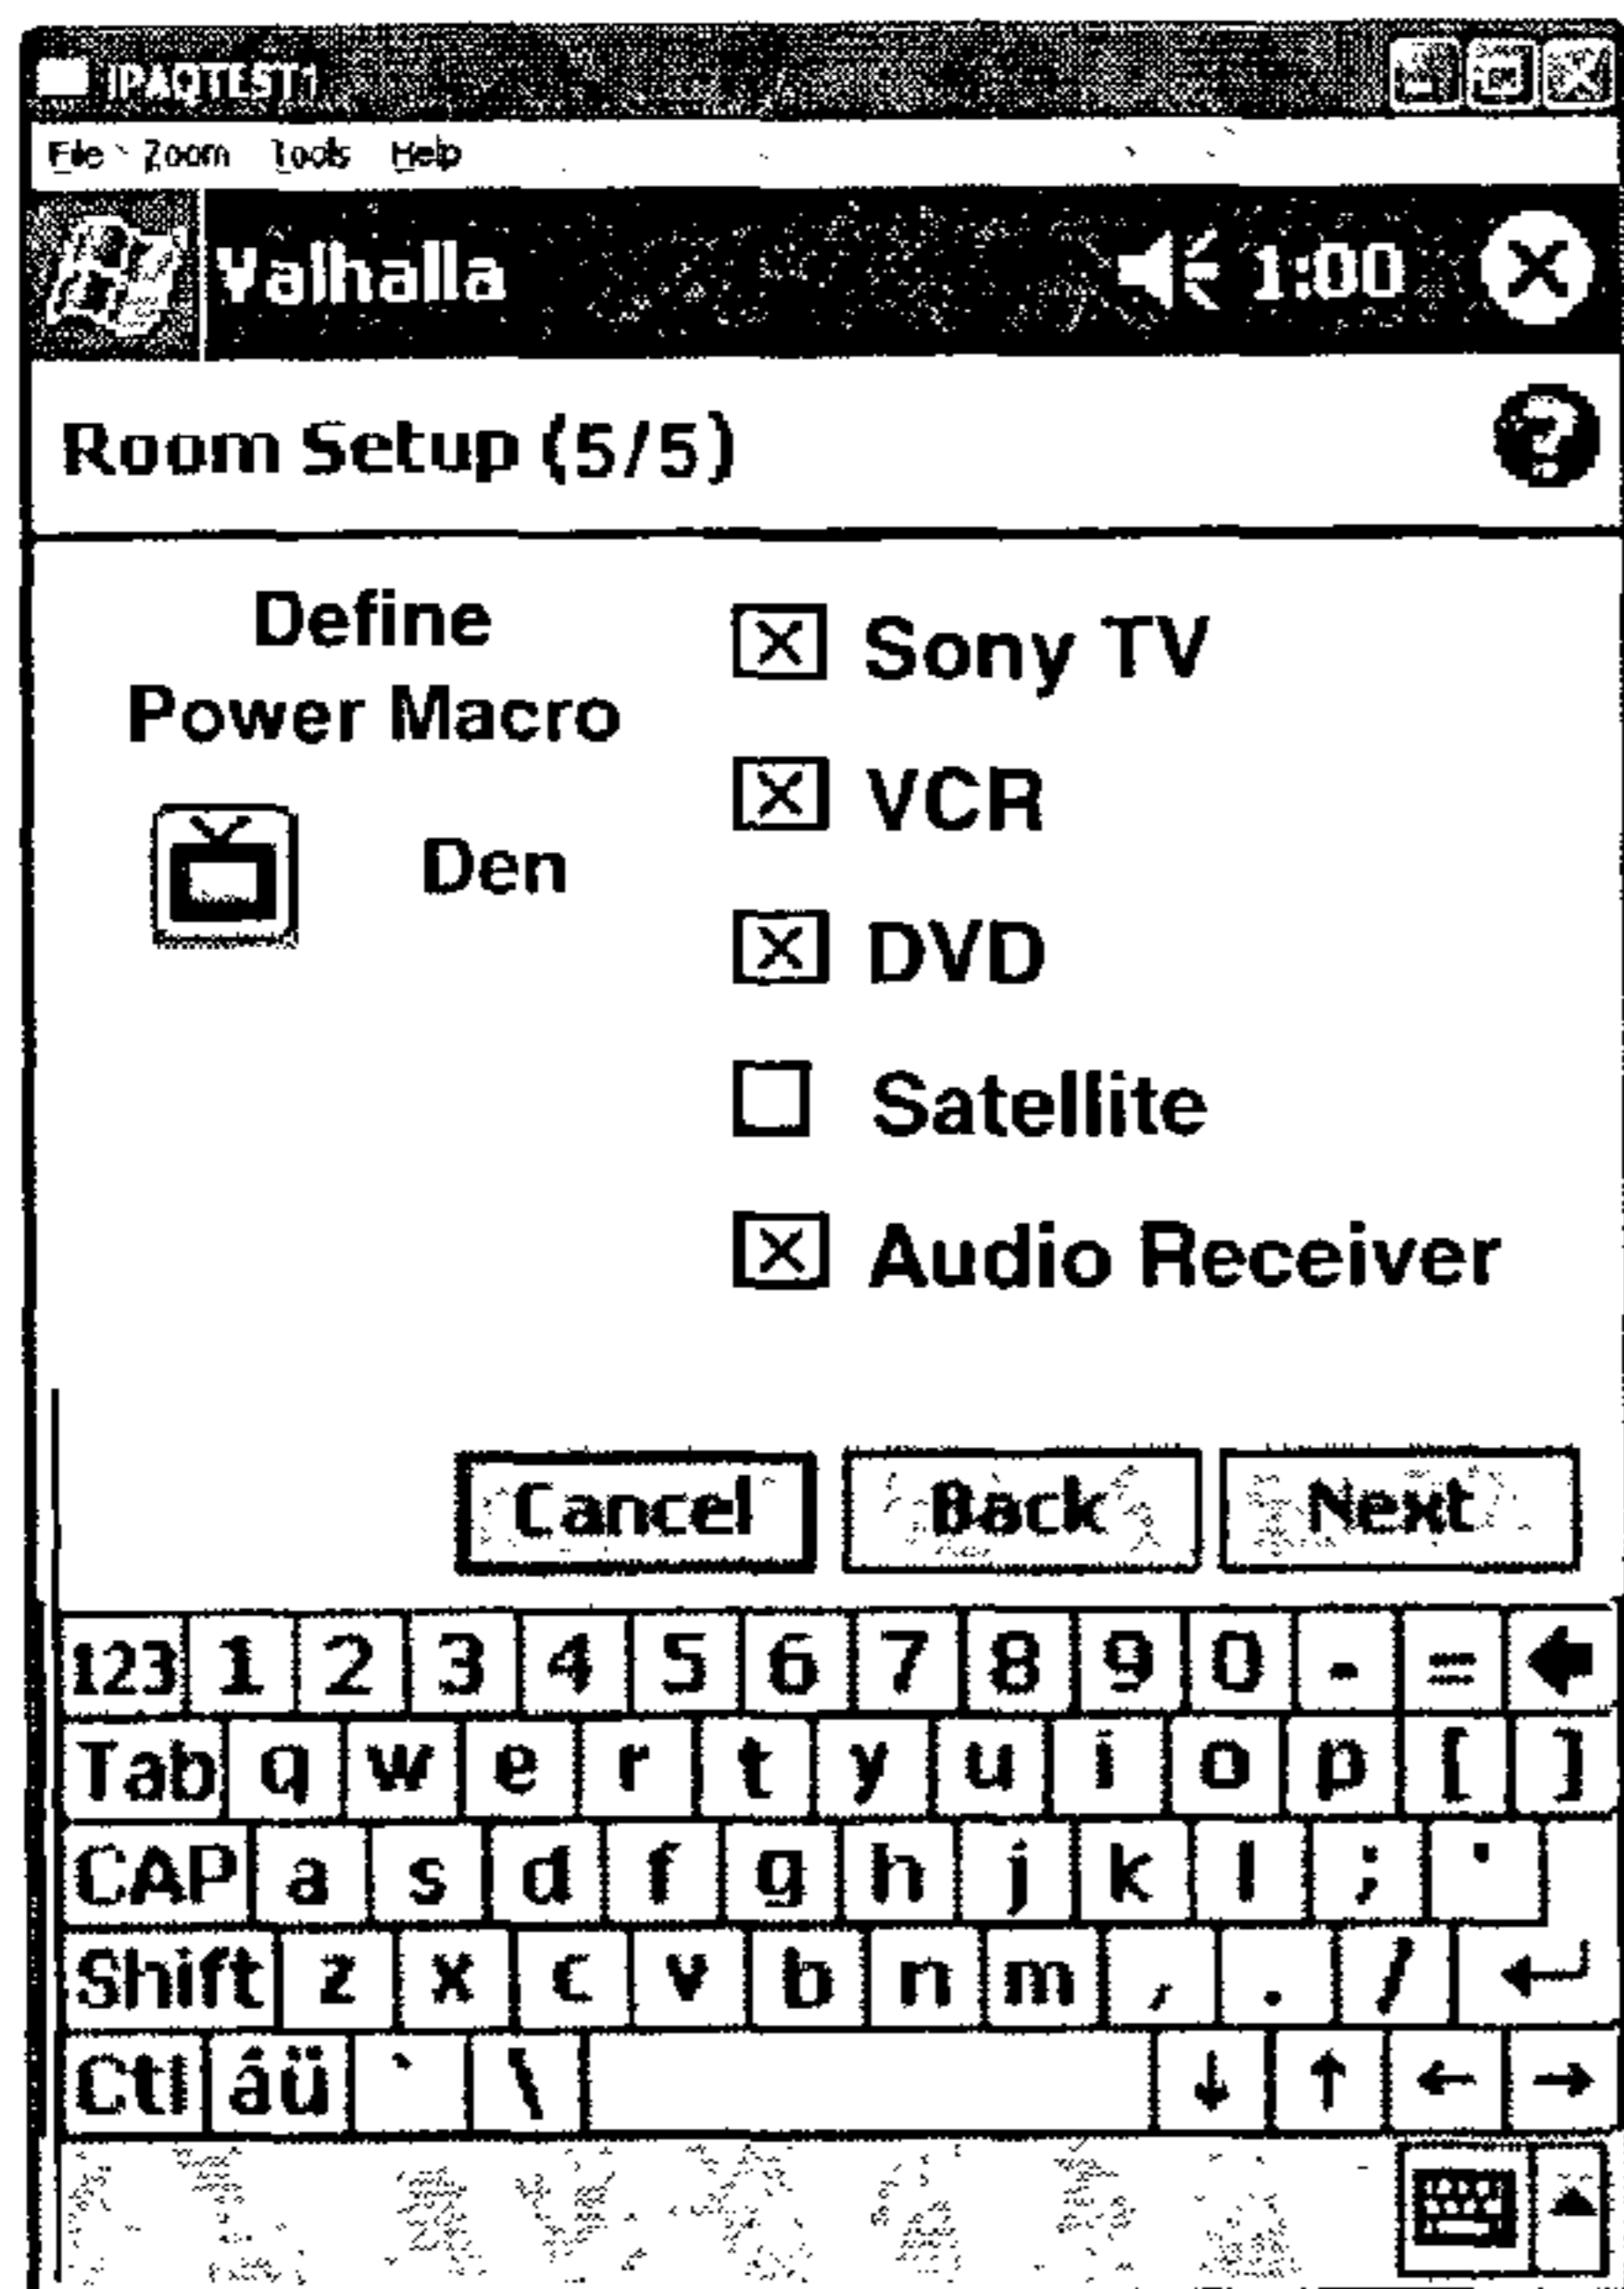 IPAQTEST1
File Zoom Tools Help
Valhalla 1:00
Room Setup (5/5) ?
Define
Power Macro
Den
Sony TV
VCR
DVD
Satellite
Audio Receiver
Cancel Back Next
123 1 2 3 4 5 6 7 8 9 0 - = ←
Tab q w e r t y u i o p [ ]
CAP a s d f g h j k l ; '
Shift z x c v b n m , . / ↵
Ctl áü ` \ ↓ ↑ ← →